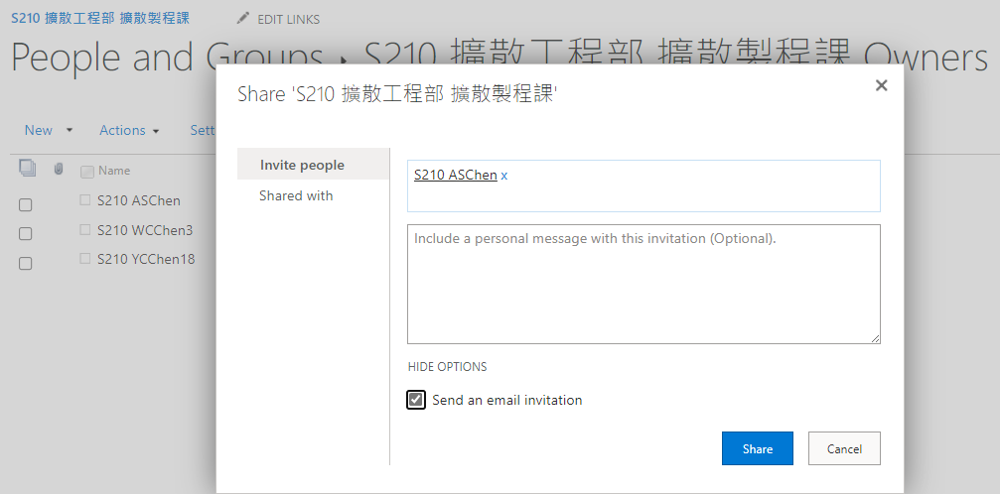 S210 擴散工程部 擴散製程課
EDIT LINKS
People and Groups ▸ S210 擴散工程部 擴散製程課 Owners
New
Actions
Sett
Name
S210 ASChen
S210 WCChen3
S210 YCChen18
Share 'S210 擴散工程部 擴散製程課'
Invite people
Shared with
S210 ASChen x
Include a personal message with this invitation (Optional).
HIDE OPTIONS
Send an email invitation
Share
Cancel